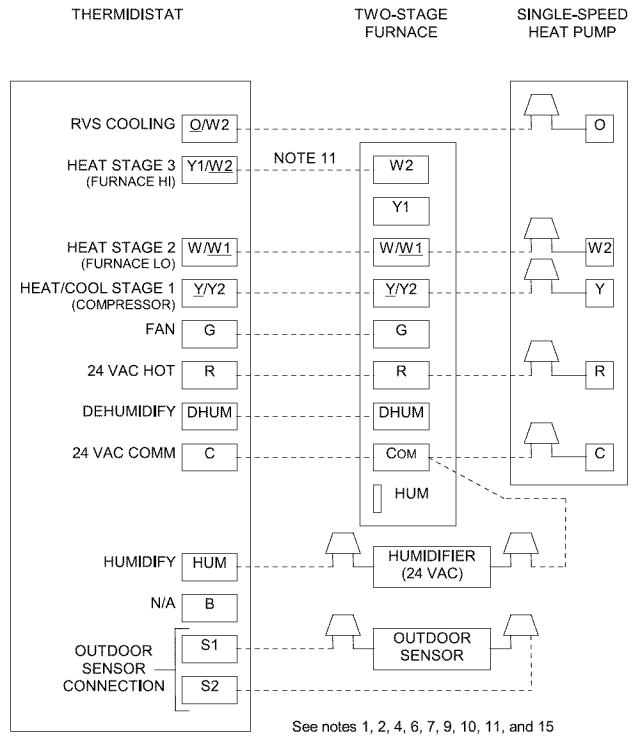 THERMIDISTAT
TWO-STAGE FURNACE
SINGLE-SPEED HEAT PUMP
RVS COOLING O/W2 O
HEAT STAGE 3 Y1/W2 NOTE 11 W2
(FURNACE HI)
Y1
HEAT STAGE 2 W/W1 W/W1 W2
(FURNACE LO)
HEAT/COOL STAGE 1 Y/Y2 Y/Y2 Y
(COMPRESSOR)
FAN G G
24 VAC HOT R R R
DEHUMIDIFY DHUM DHUM
24 VAC COMM C COM C
HUM
HUMIDIFY HUM HUMIDIFIER
(24 VAC)
N/A B
OUTDOOR SENSOR CONNECTION
S1
S2
OUTDOOR SENSOR
See notes 1, 2, 4, 6, 7, 9, 10, 11, and 15